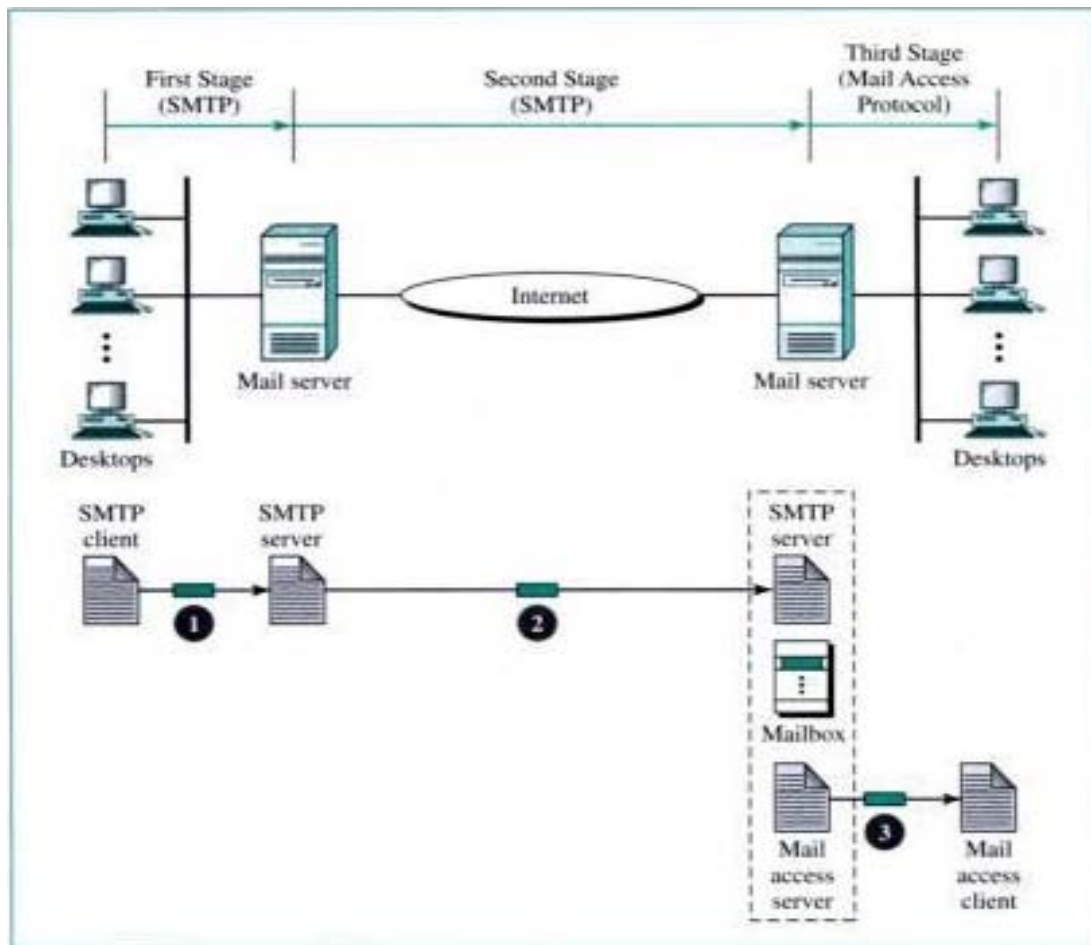 First Stage
(SMTP)
Second Stage
(SMTP)
Third Stage
(Mail Access
Protocol)
Internet
Mail server
Mail server
Desktops
Desktops
SMTP
client
SMTP
server
SMTP
server
1
2
Mailbox
3
Mail
access
server
Mail
access
client